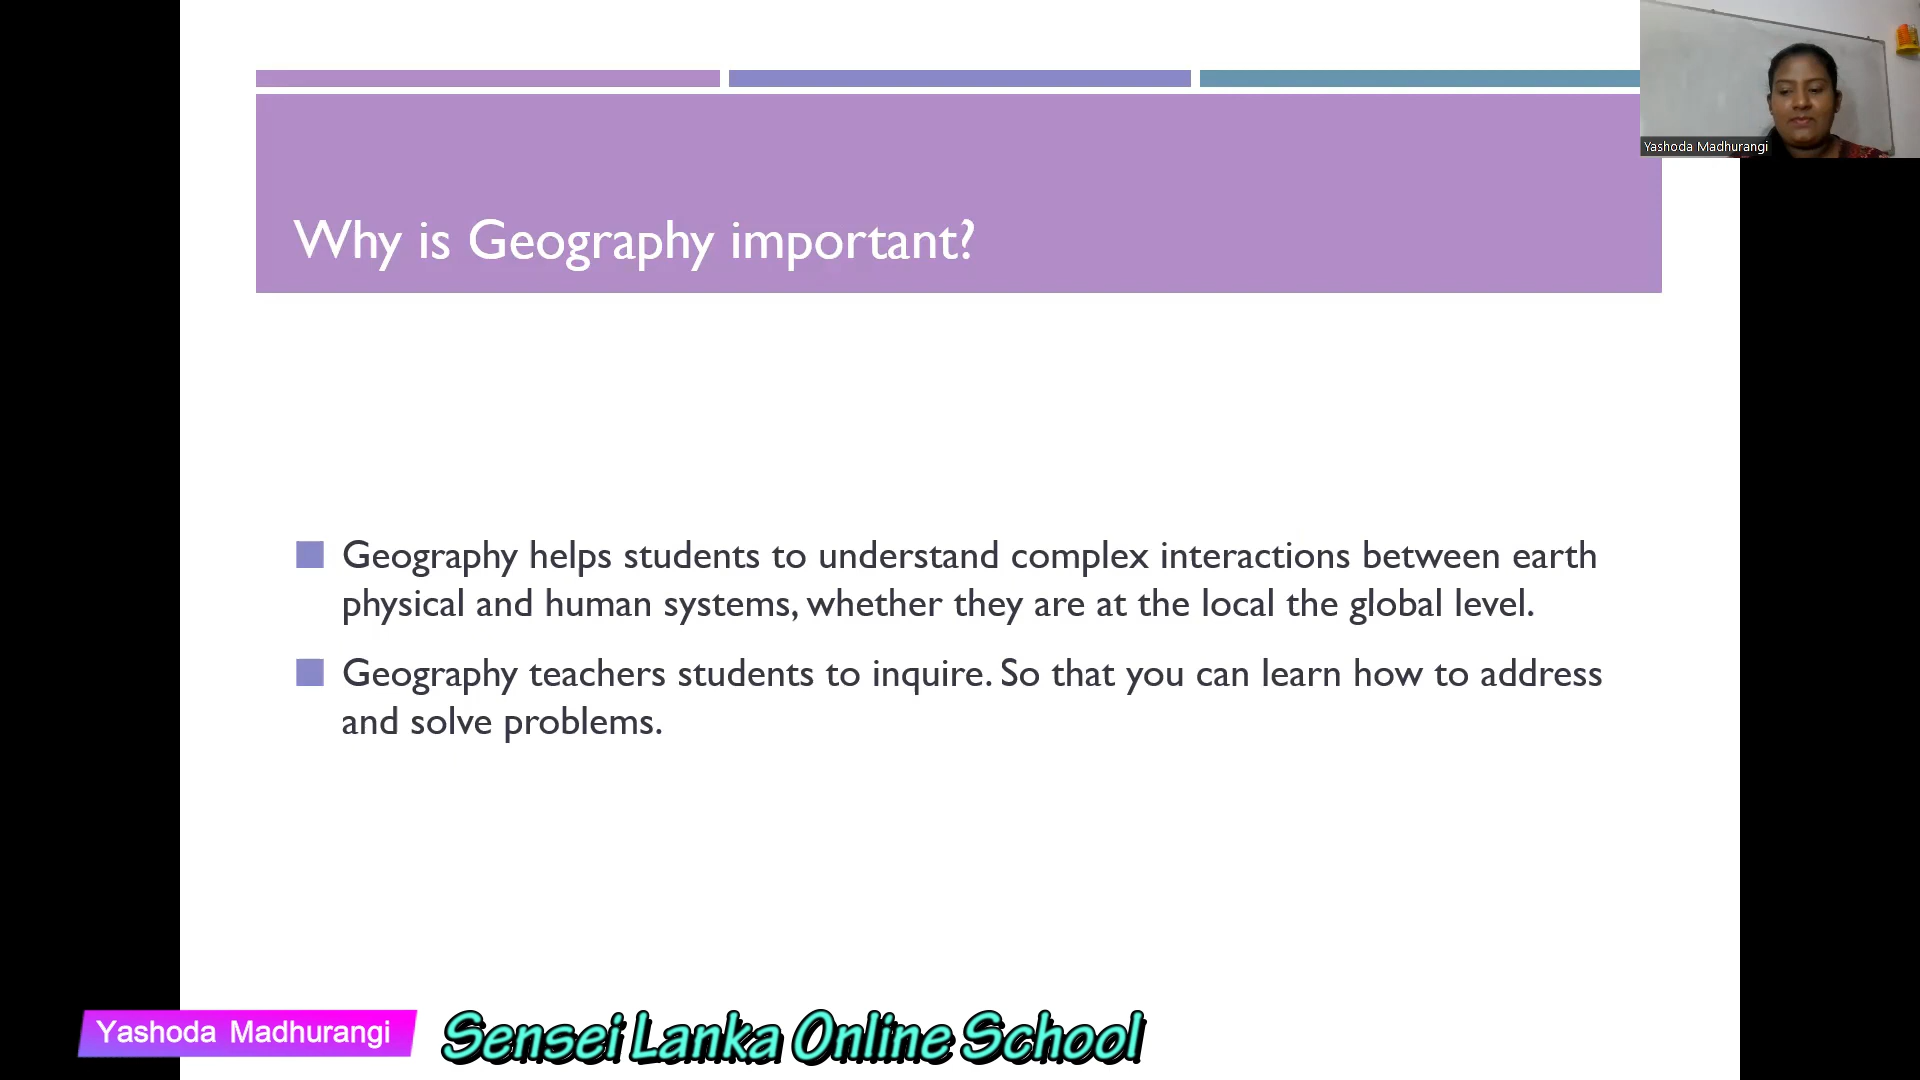 Yashoda Madhurangi
Why is Geography important?
Geography helps students to understand complex interactions between earth
physical and human systems, whether they are at the local the global level.
Geography teachers students to inquire. So that you can learn how to address
and solve problems.
Yashoda Madhurangi
Sensei Lanka Online School